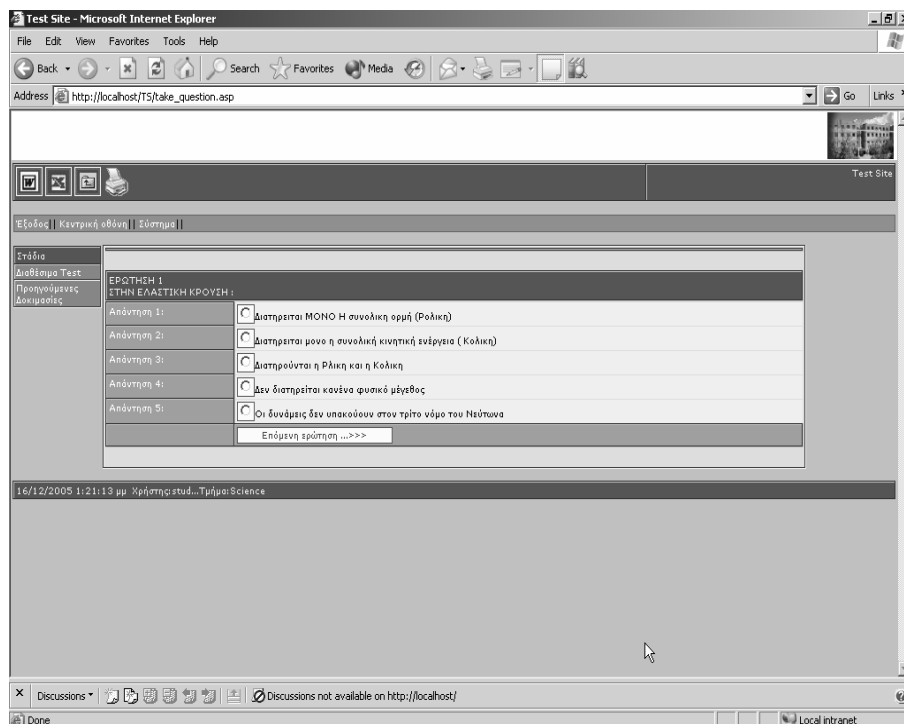 Test Site - Microsoft Internet Explorer
File Edit View Favorites Tools Help
Back Search Favorites Media
Address http://localhost/TS/take_question.asp Go Links
Test Site
Έξοδος|| Κεντρική οθόνη|| Σύστημα||
Στάδια
Διαθέσιμα Test
Προηγούμενες
Δοκιμασίες
ΕΡΩΤΗΣΗ 1
ΣΤΗΝ ΕΛΑΣΤΙΚΗ ΚΡΟΥΣΗ :
Απάντηση 1: Διατηρειται ΜΟΝΟ Η συνολικη ορμή (Ρολικη)
Απάντηση 2: Διατηρειται μονο η συνολική κινητική ενέργεια ( Κολικη)
Απάντηση 3: Διατηρούνται η Ρλικη και η Κολικη
Απάντηση 4: Δεν διατηρείται κανένα φυσικό μέγεθος
Απάντηση 5: Οι δυνάμεις δεν υπακούουν στον τρίτο νόμο του Νεύτωνα
Επόμενη ερώτηση ...>>>
16/12/2005 1:21:13 μμ Χρήστης:stud...Τμήμα:Science
Discussions Discussions not available on http://localhost/
Done Local intranet